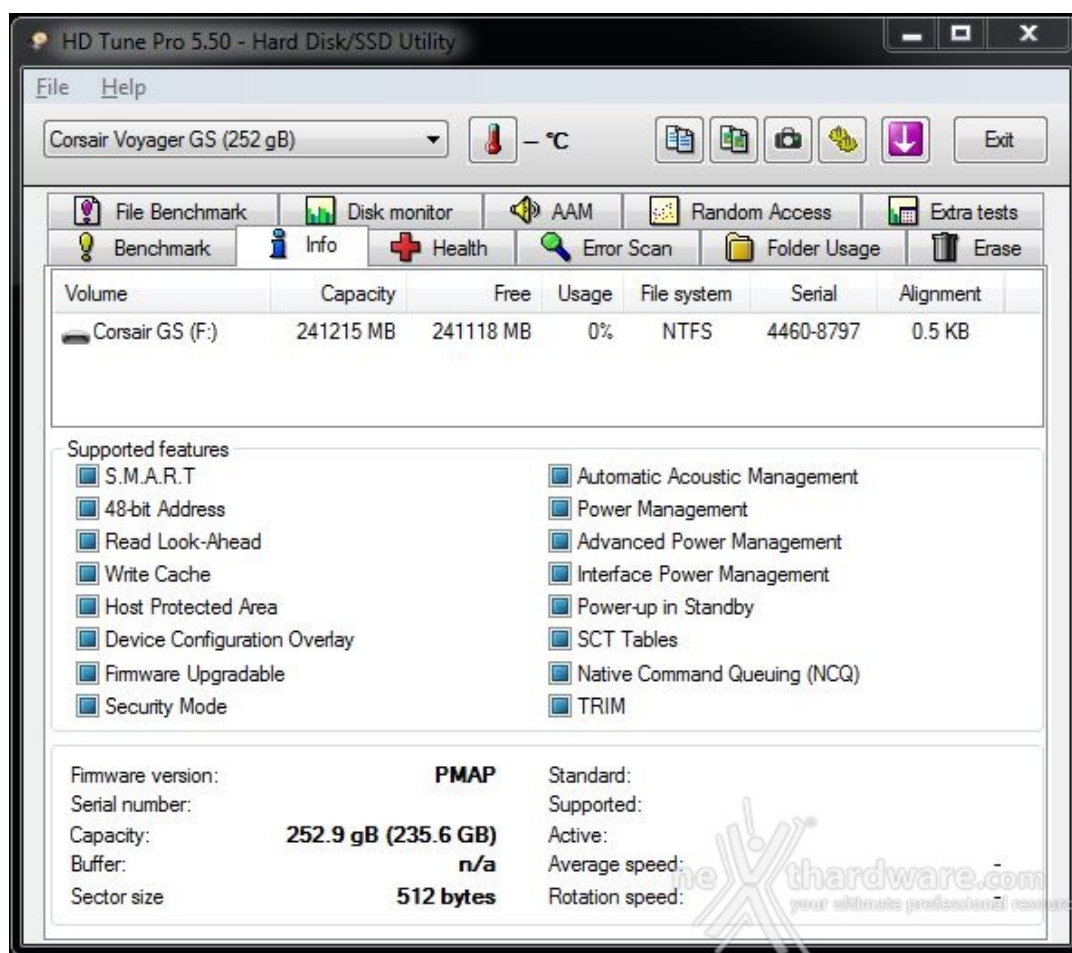 HD Tune Pro 5.50 - Hard Disk/SSD Utility
File Help
Corsair Voyager GS (252 gB) – °C Exit
File Benchmark Disk monitor AAM Random Access Extra tests
Benchmark Info Health Error Scan Folder Usage Erase
Volume Capacity Free Usage File system Serial Alignment
Corsair GS (F:) 241215 MB 241118 MB 0% NTFS 4460-8797 0.5 KB
Supported features
S.M.A.R.T Automatic Acoustic Management
48-bit Address Power Management
Read Look-Ahead Advanced Power Management
Write Cache Interface Power Management
Host Protected Area Power-up in Standby
Device Configuration Overlay SCT Tables
Firmware Upgradable Native Command Queuing (NCQ)
Security Mode TRIM
Firmware version: PMAP Standard:
Serial number: Supported:
Capacity: 252.9 gB (235.6 GB) Active:
Buffer: n/a Average speed: -
Sector size 512 bytes Rotation speed: -
nexthardware.com
your ultimate professional